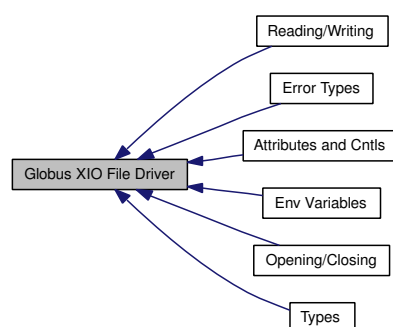 Reading/Writing
Error Types
Attributes and Cntls
Globus XIO File Driver
Env Variables
Opening/Closing
Types